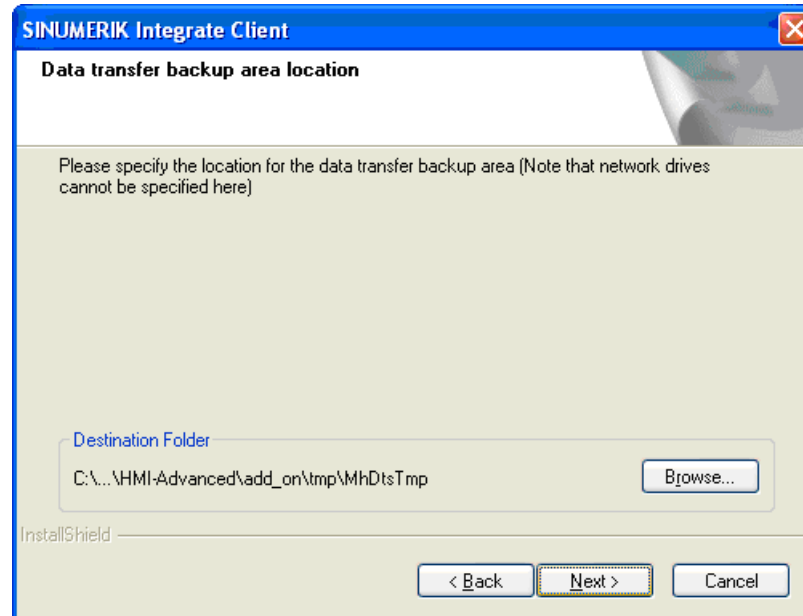 SINUMERIK Integrate Client
Data transfer backup area location
Please specify the location for the data transfer backup area (Note that network drives
cannot be specified here)
Destination Folder
C:\...\HMI-Advanced\add_on\tmp\MhDtsTmp
Browse...
InstallShield
< Back
Next >
Cancel